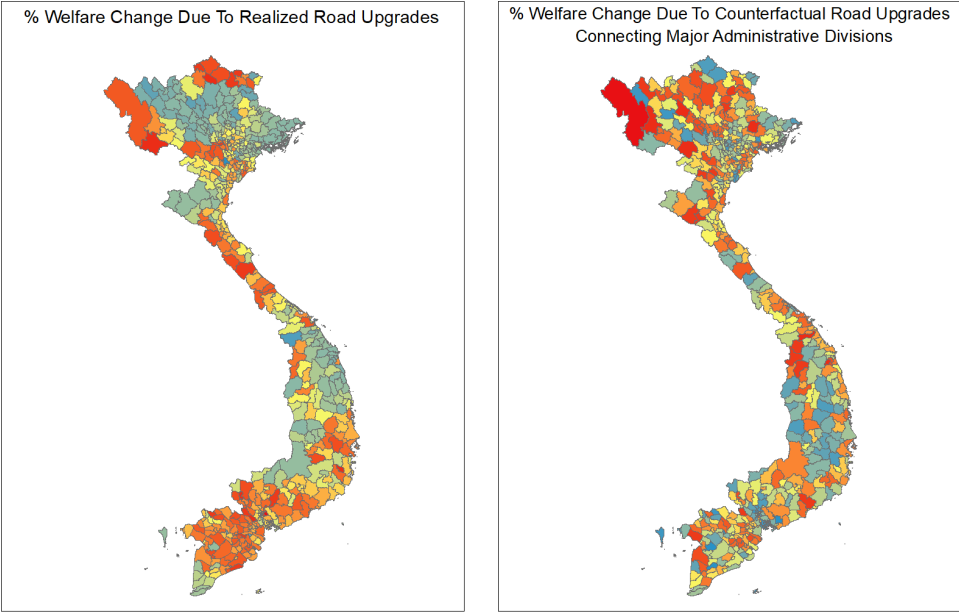 % Welfare Change Due To Realized Road Upgrades
% Welfare Change Due To Counterfactual Road Upgrades
Connecting Major Administrative Divisions